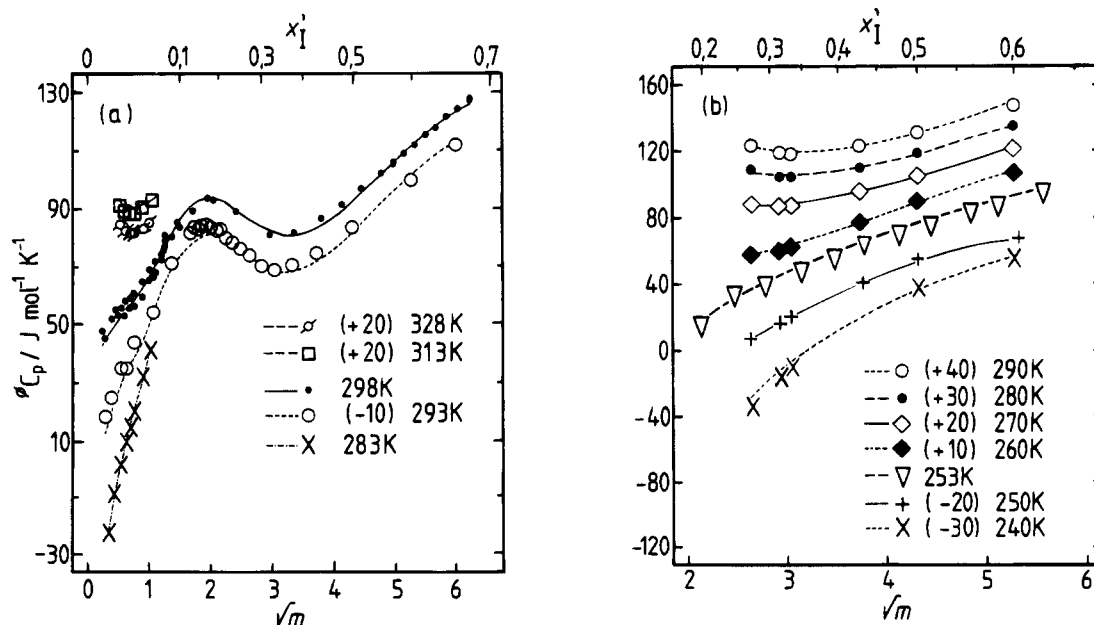 x'I
0 0,1 0,2 0,3 0,5 0,7
130
90
50
10
-30
(a)
øCp / J mol⁻¹ K⁻¹
(+20) 328K
(+20) 313K
298K
(-10) 293K
283K
0 1 2 3 4 5 6
√m
x'I
0,2 0,3 0,4 0,5 0,6
160
120
80
40
0
-40
-80
-120
(b)
(+40) 290K
(+30) 280K
(+20) 270K
(+10) 260K
253K
(-20) 250K
(-30) 240K
2 3 4 5 6
√m